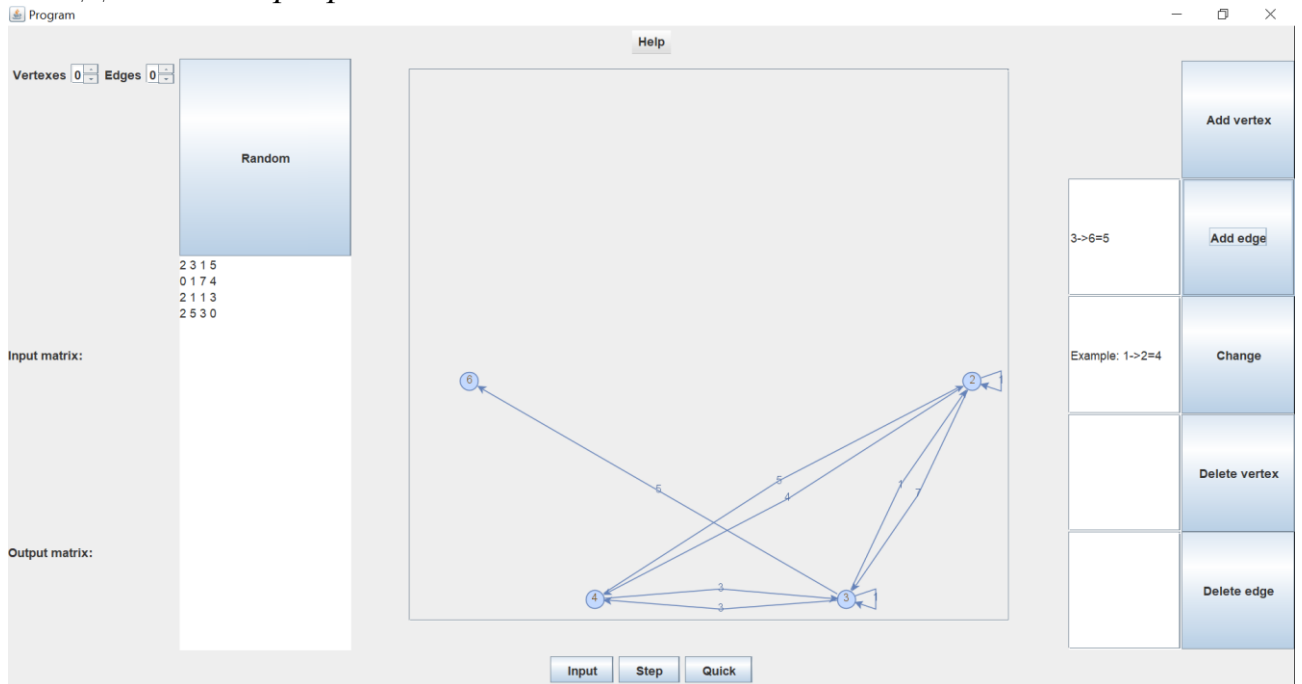 Program
Help
Vertexes 0 Edges 0
Random
Add vertex
3->6=5
Add edge
2 3 1 5
0 1 7 4
2 1 1 3
2 5 3 0
Input matrix:
Example: 1->2=4
Change
6
2
1
5
4
1
7
5
Delete vertex
Output matrix:
4
3
3
3
1
Delete edge
Input Step Quick